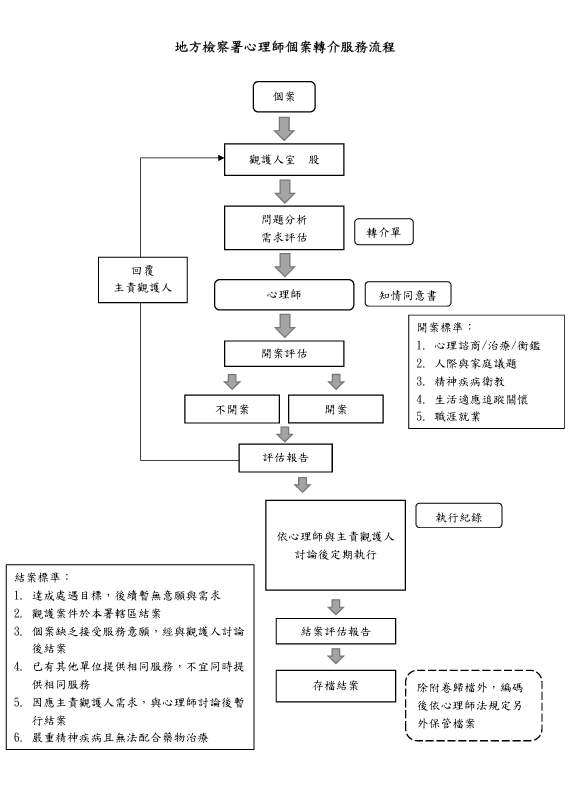 地方檢察署心理師個案轉介服務流程
個案
觀護人室　股
問題分析
需求評估
轉介單
回覆
主責觀護人
心理師
知情同意書
開案標準：
1. 心理諮商/治療/衡鑑
2. 人際與家庭議題
3. 精神疾病衛教
4. 生活適應追蹤關懷
5. 職涯就業
開案評估
不開案
開案
評估報告
依心理師與主責觀護人
討論後定期執行
執行紀錄
結案標準：
1. 達成處遇目標，後續暫無意願與需求
2. 觀護案件於本署轄區結案
3. 個案缺乏接受服務意願，經與觀護人討論
後結案
4. 已有其他單位提供相同服務，不宜同時提
供相同服務
5. 因應主責觀護人需求，與心理師討論後暫
行結案
6. 嚴重精神疾病且無法配合藥物治療
結案評估報告
存檔結案
除附卷歸檔外，編碼
後依心理師法規定另
外保管檔案